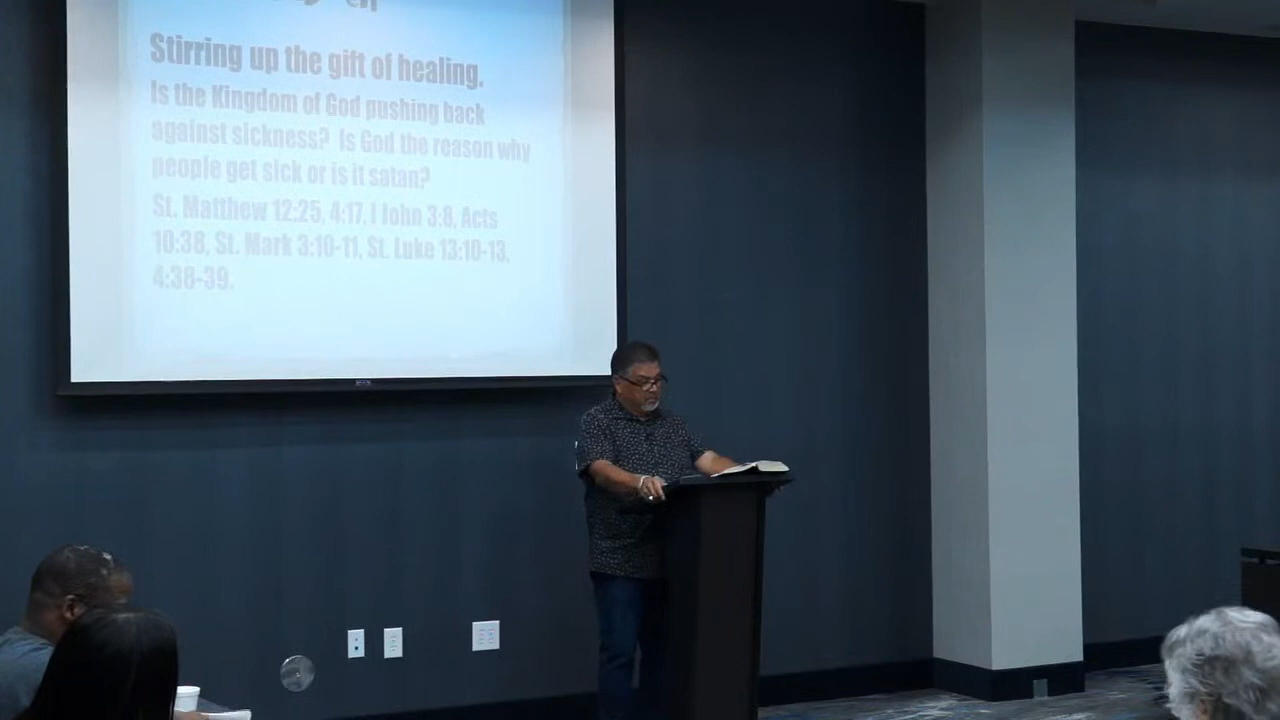 Stirring up the gift of healing.
Is the Kingdom of God pushing back
against sickness? Is God the reason why
people get sick or is it satan?
St. Matthew 12:25, 4:17, I John 3:8, Acts
10:38, St. Mark 3:10-11, St. Luke 13:10-13,
4:38-39.